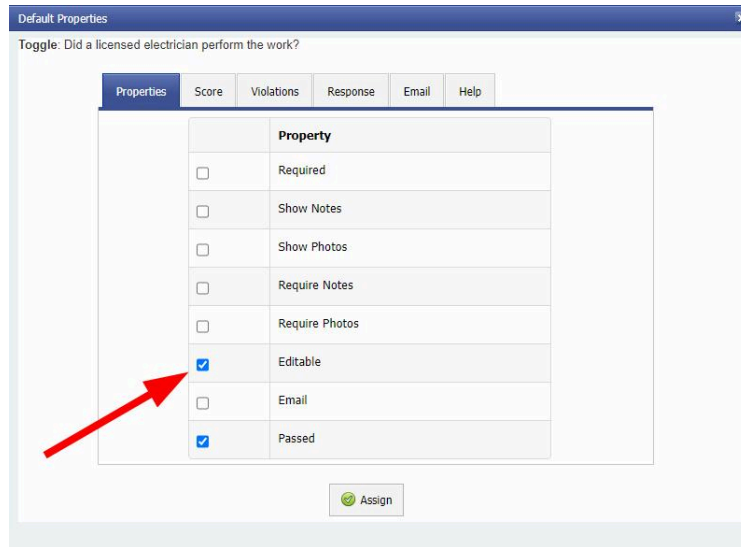 Default Properties
Toggle: Did a licensed electrician perform the work?
Properties Score Violations Response Email Help
Property
Required
Show Notes
Show Photos
Require Notes
Require Photos
Editable
Email
Passed
Assign